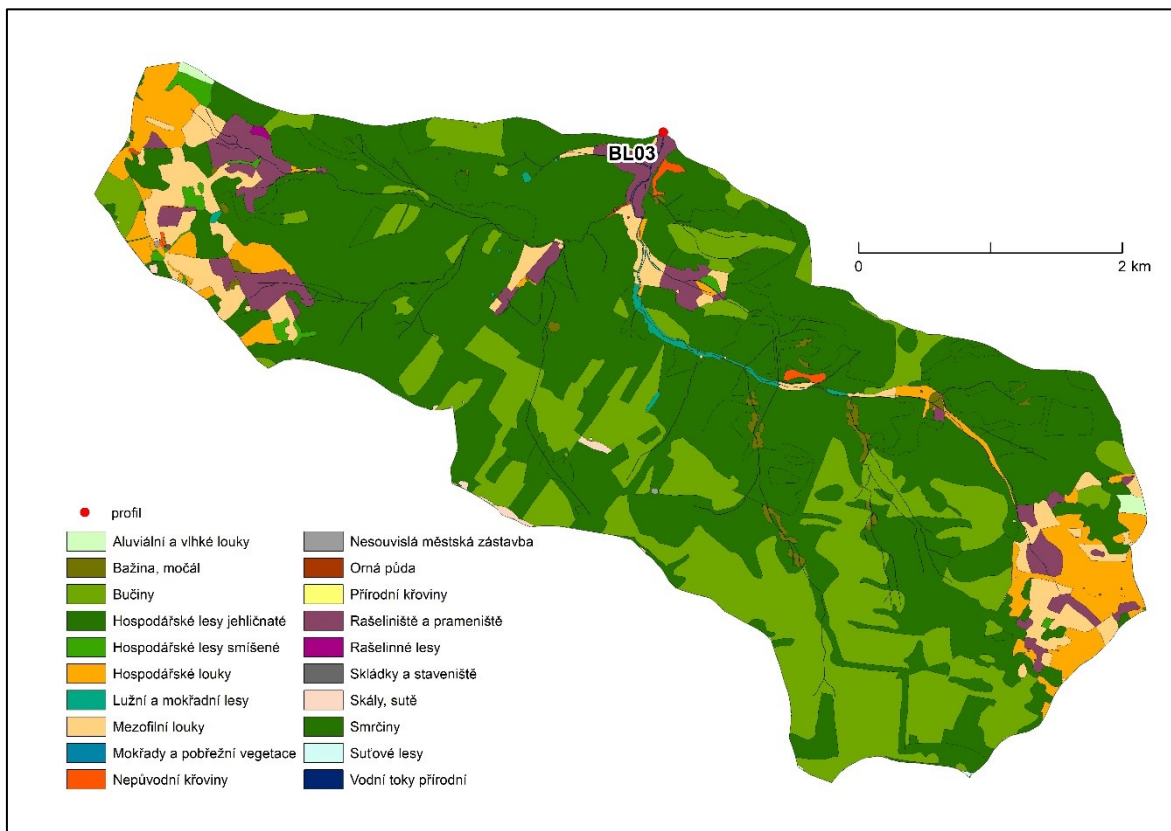 BL03
0
2 km
profil
Aluviální a vlhké louky
Bažina, močál
Bučiny
Hospodářské lesy jehličnaté
Hospodářské lesy smíšené
Hospodářské louky
Lužní a mokřadní lesy
Mezofilní louky
Mokřady a pobřežní vegetace
Nepůvodní křoviny
Nesouvislá městská zástavba
Orná půda
Přírodní křoviny
Rašeliniště a prameniště
Rašelinné lesy
Skládky a staveniště
Skály, sutě
Smrčiny
Suťové lesy
Vodní toky přírodní